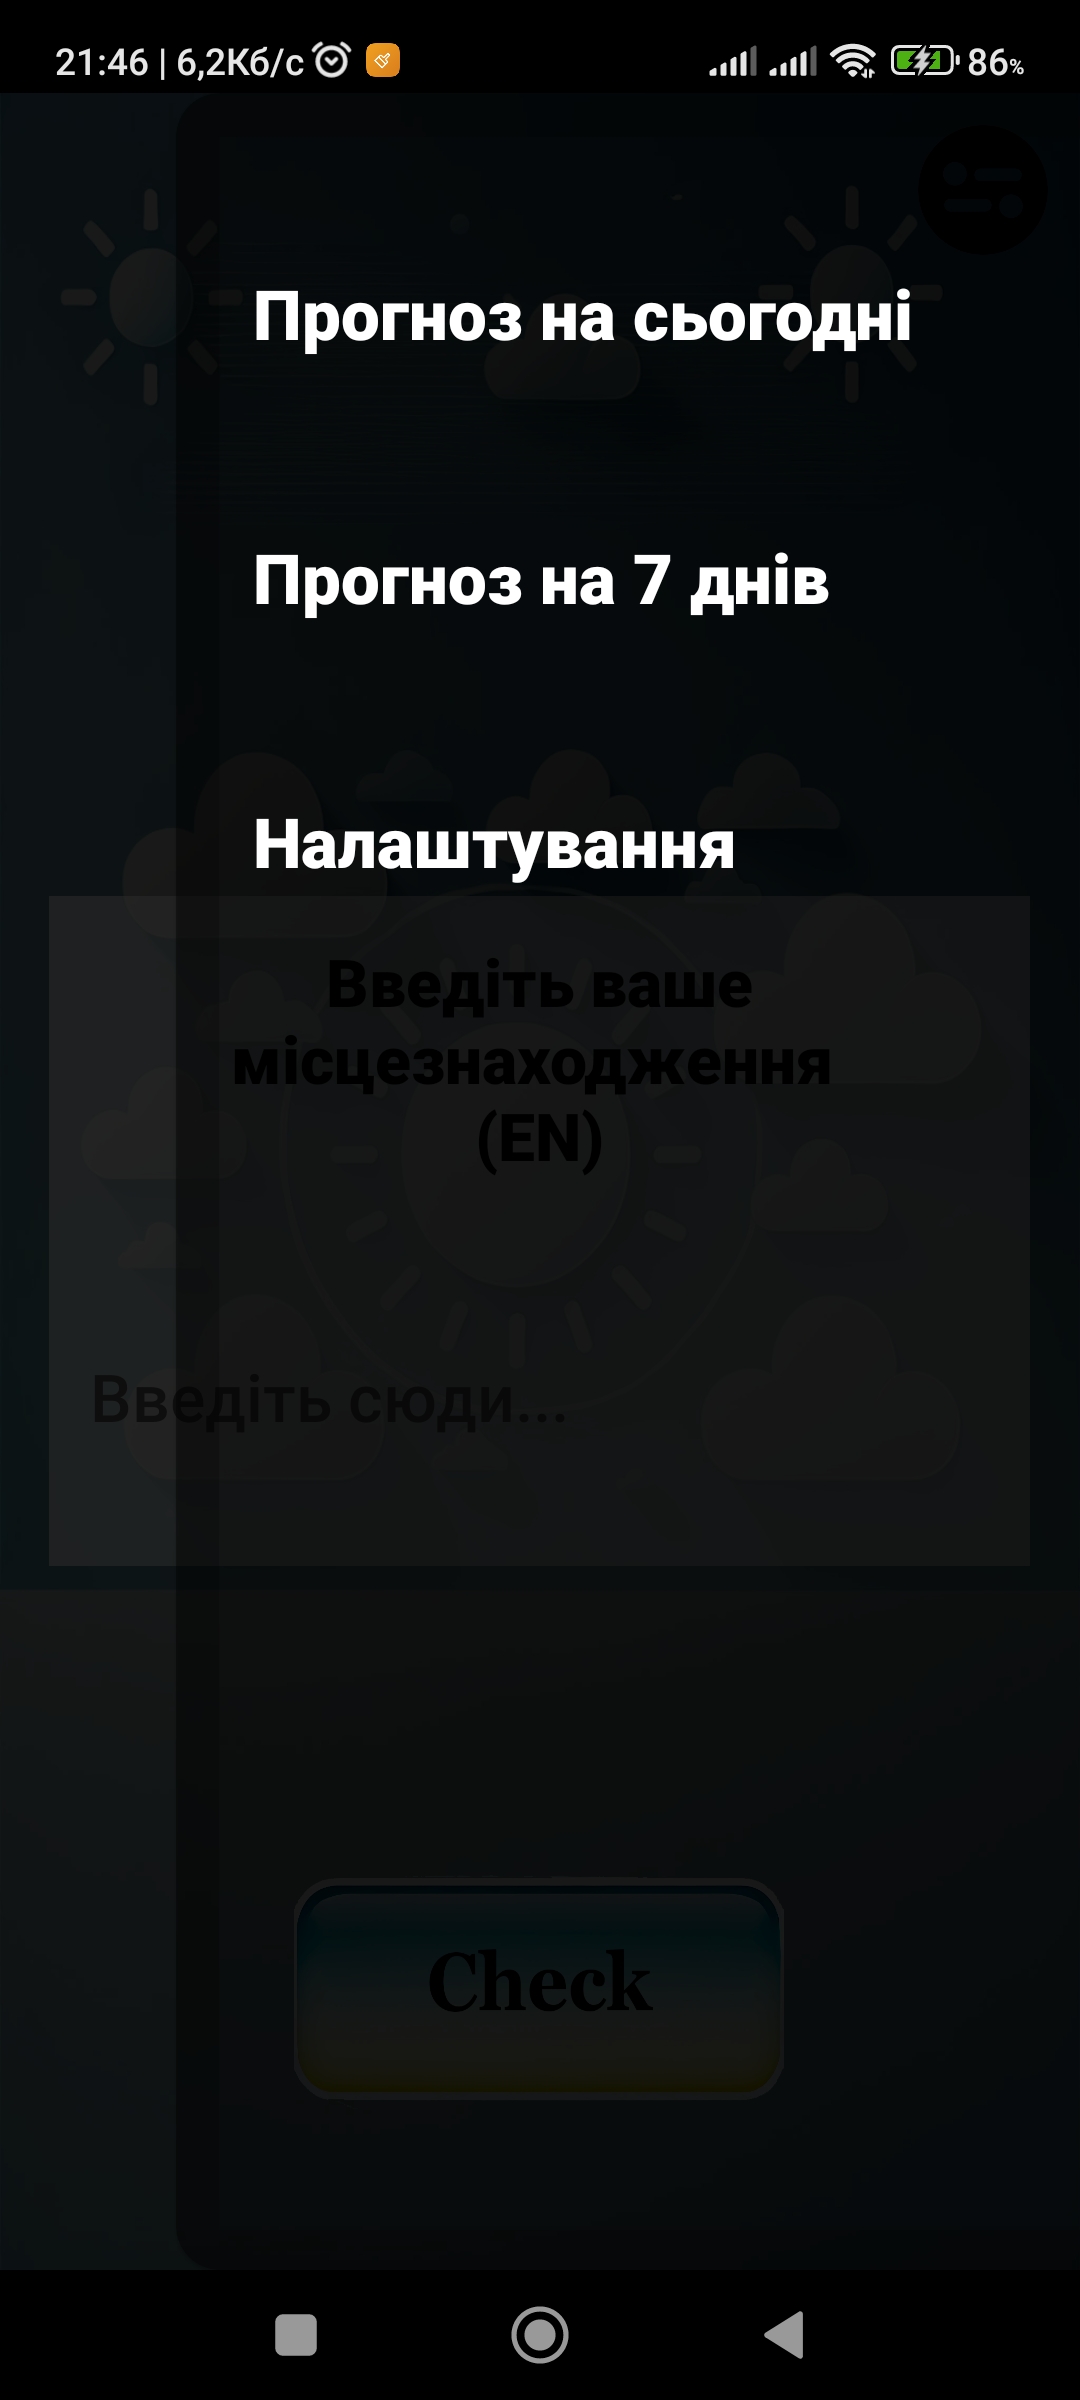 21:46 | 6,2Кб/с 86%
Прогноз на сьогодні
Прогноз на 7 днів
Налаштування
Введіть ваше
місцезнаходження
(EN)
Введіть сюди...
Check